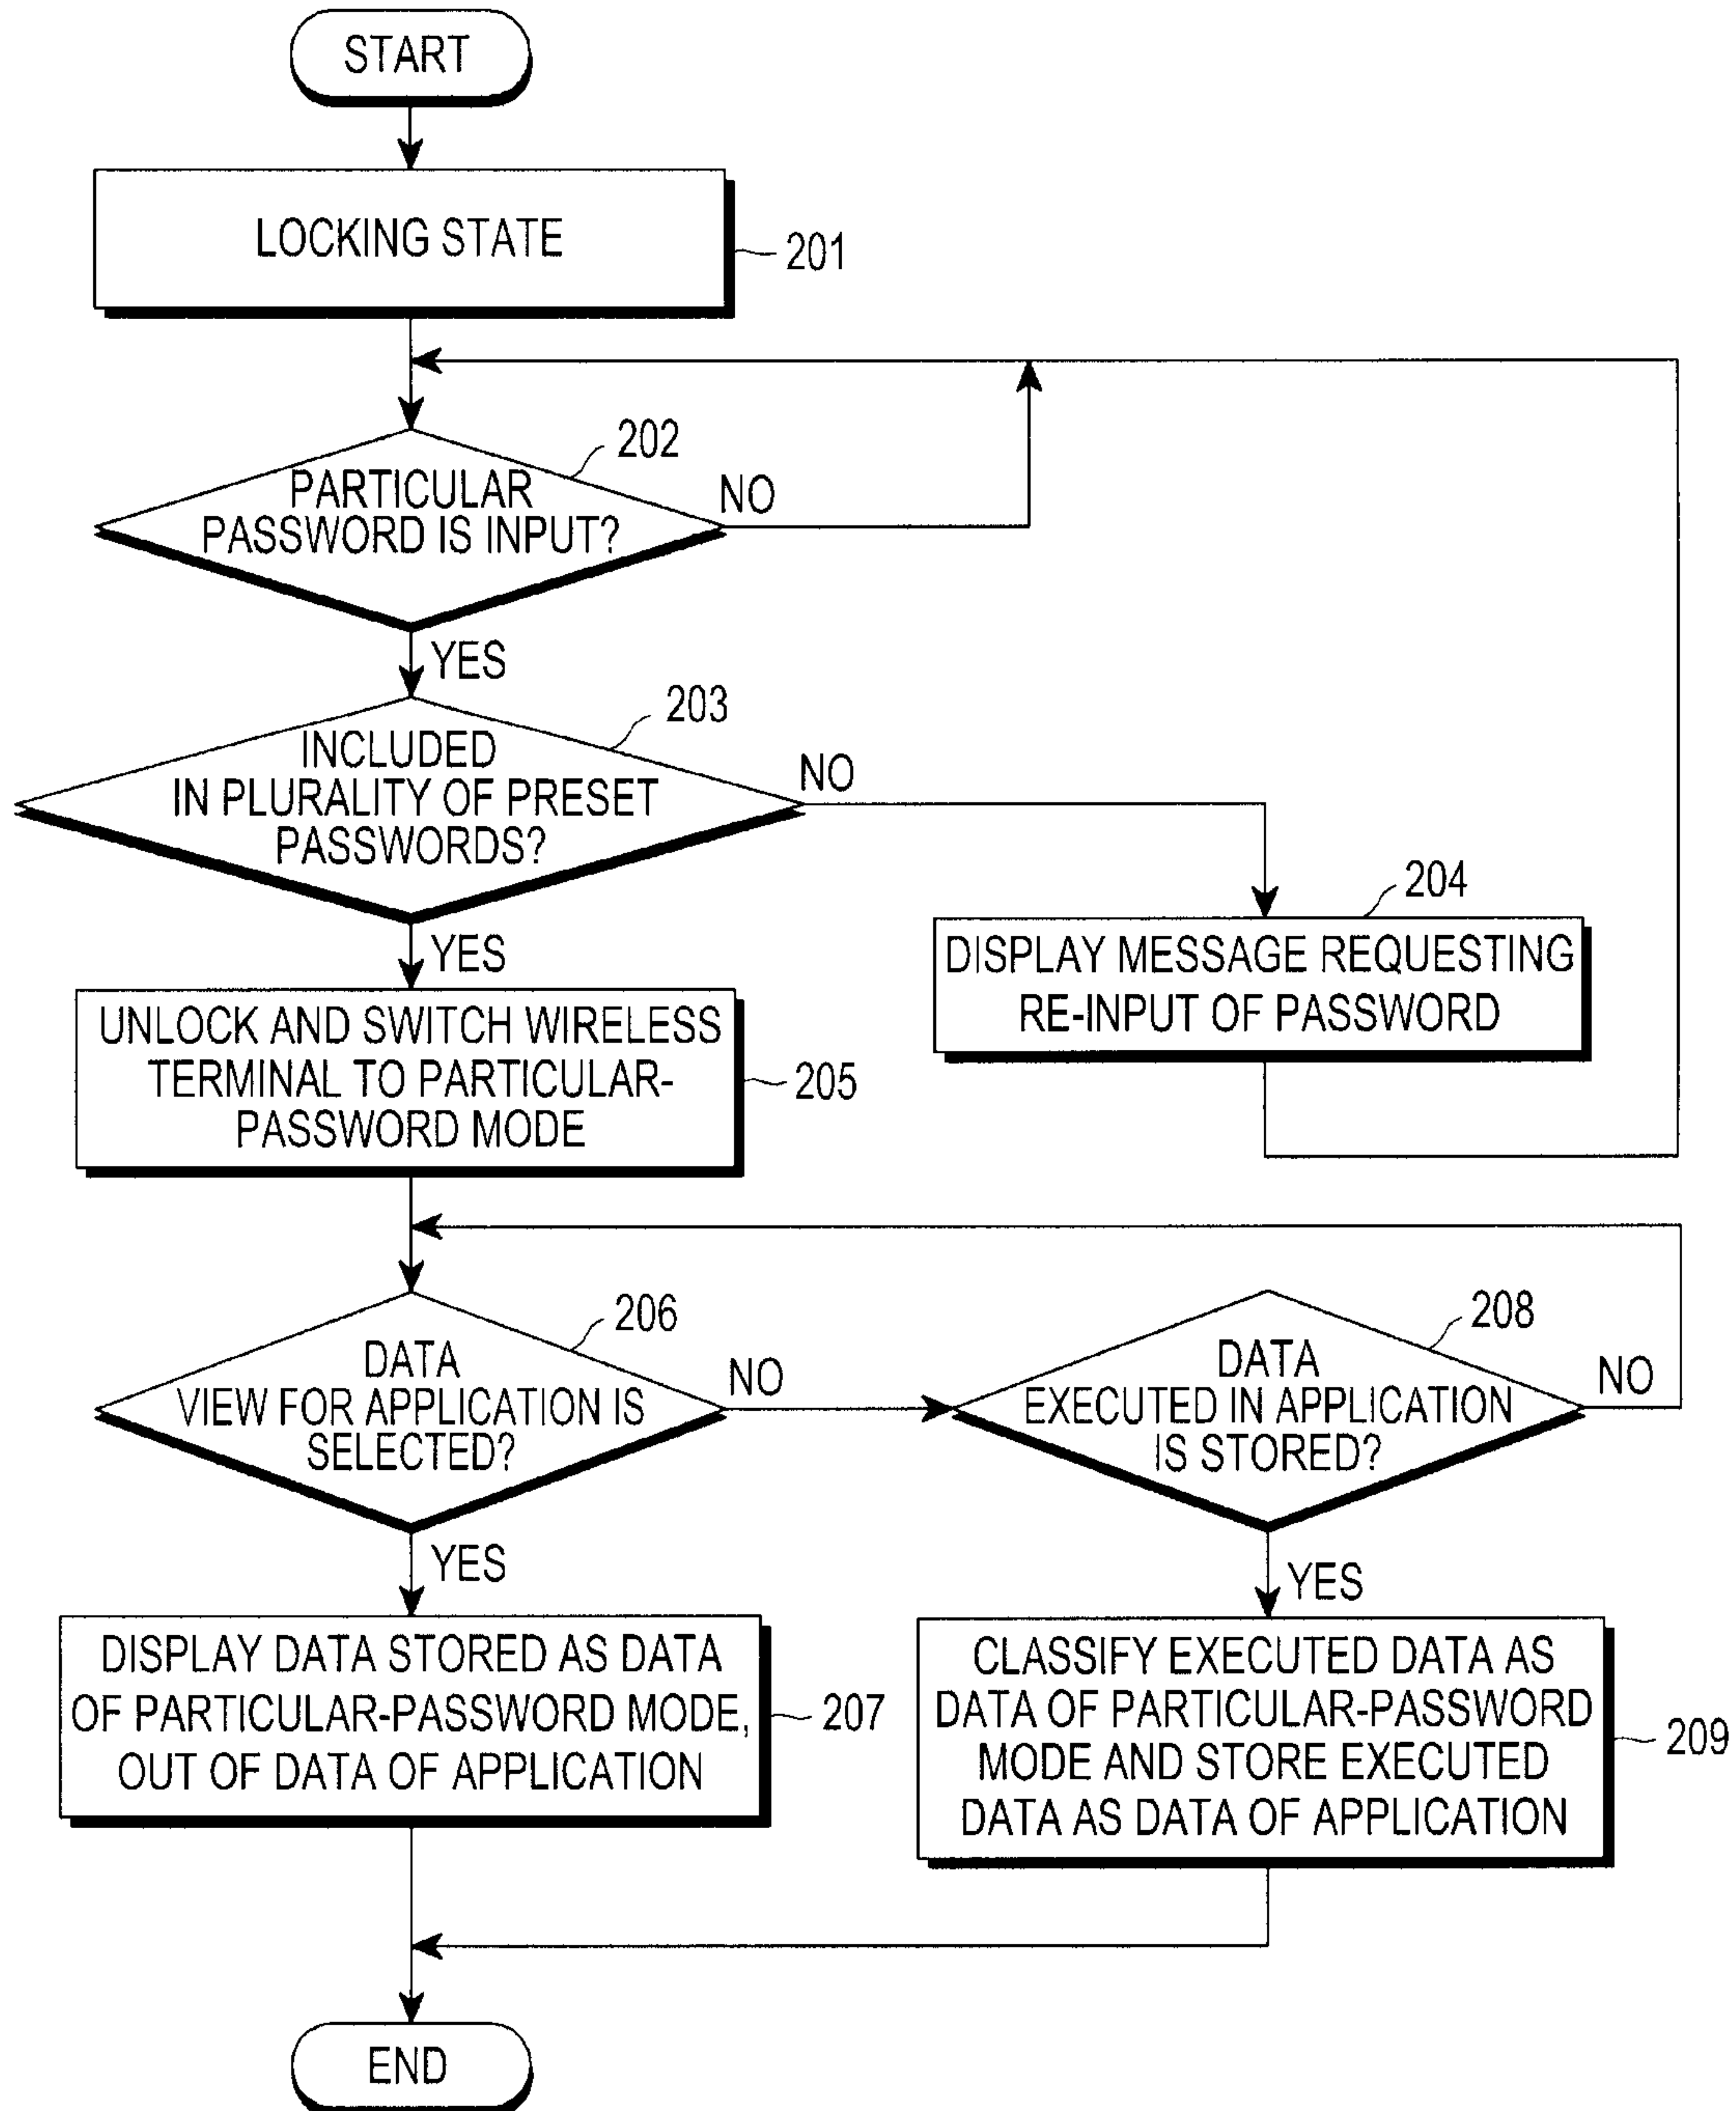 START
LOCKING STATE
201
202
PARTICULAR
PASSWORD IS INPUT?
NO
YES
203
INCLUDED
IN PLURALITY OF PRESET
PASSWORDS?
NO
YES
204
DISPLAY MESSAGE REQUESTING
RE-INPUT OF PASSWORD
UNLOCK AND SWITCH WIRELESS
TERMINAL TO PARTICULAR-
PASSWORD MODE
205
206
DATA
VIEW FOR APPLICATION IS
SELECTED?
NO
YES
208
DATA
EXECUTED IN APPLICATION
IS STORED?
NO
YES
DISPLAY DATA STORED AS DATA
OF PARTICULAR-PASSWORD MODE,
OUT OF DATA OF APPLICATION
207
CLASSIFY EXECUTED DATA AS
DATA OF PARTICULAR-PASSWORD
MODE AND STORE EXECUTED
DATA AS DATA OF APPLICATION
209
END